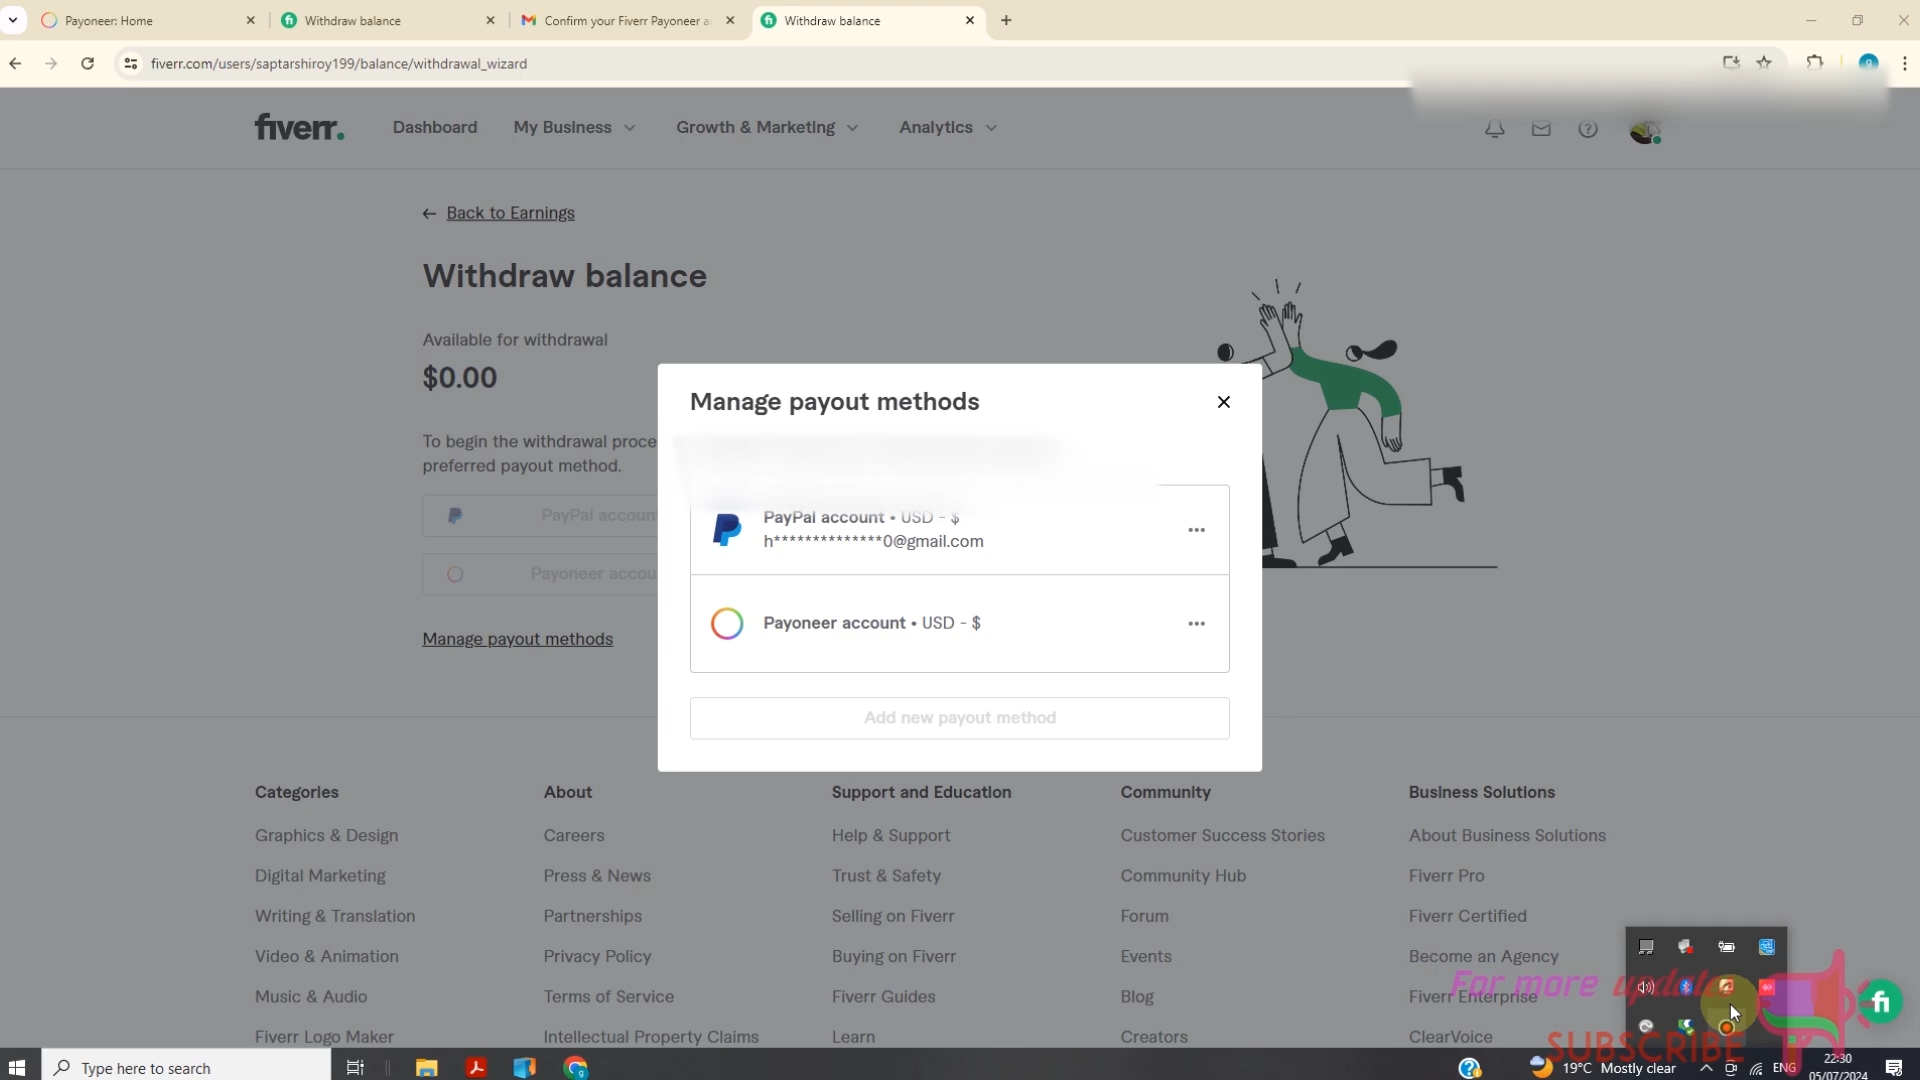 Payoneer: Home
Withdraw balance
Confirm your Fiverr Payoneer a
Withdraw balance
fiverr.com/users/saptarshiroy199/balance/withdrawal_wizard
g
fiverr.
Dashboard
My Business
Growth & Marketing
Analytics
Back to Earnings
Withdraw balance
Available for withdrawal
$0.00
To begin the withdrawal proce
preferred payout method.
PayPal accoun
Payoneer accou
Manage payout methods
Manage payout methods
PayPal account • USD - $
h**************0@gmail.com
Payoneer account • USD - $
Add new payout method
Categories
Graphics & Design
Digital Marketing
Writing & Translation
Video & Animation
Music & Audio
Fiverr Logo Maker
About
Careers
Press & News
Partnerships
Privacy Policy
Terms of Service
Intellectual Property Claims
Support and Education
Help & Support
Trust & Safety
Selling on Fiverr
Buying on Fiverr
Fiverr Guides
Learn
Community
Customer Success Stories
Community Hub
Forum
Events
Blog
Creators
Business Solutions
About Business Solutions
Fiverr Pro
Fiverr Certified
Become an Agency
Fiverr Enterprise
ClearVoice
For more updates
SUBSCRIBE
fi
Type here to search
19°C Mostly clear
ENG
22:30
05/07/2024